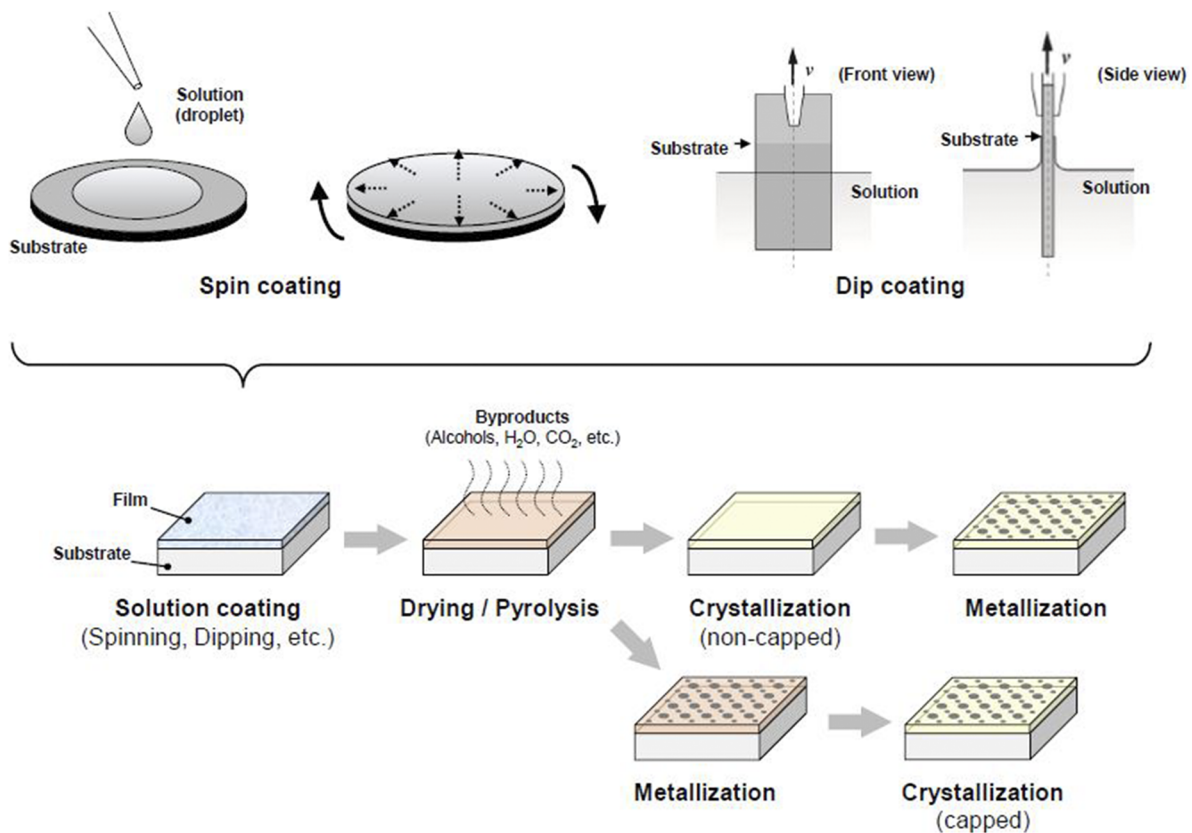 Solution
(droplet)
Substrate
Spin coating
v
(Front view)
Substrate
Solution
v
(Side view)
Substrate
Solution
Dip coating
Byproducts
(Alcohols, H₂O, CO₂, etc.)
Film
Substrate
Solution coating
(Spinning, Dipping, etc.)
Drying / Pyrolysis
Crystallization
(non-capped)
Metallization
Metallization
Crystallization
(capped)